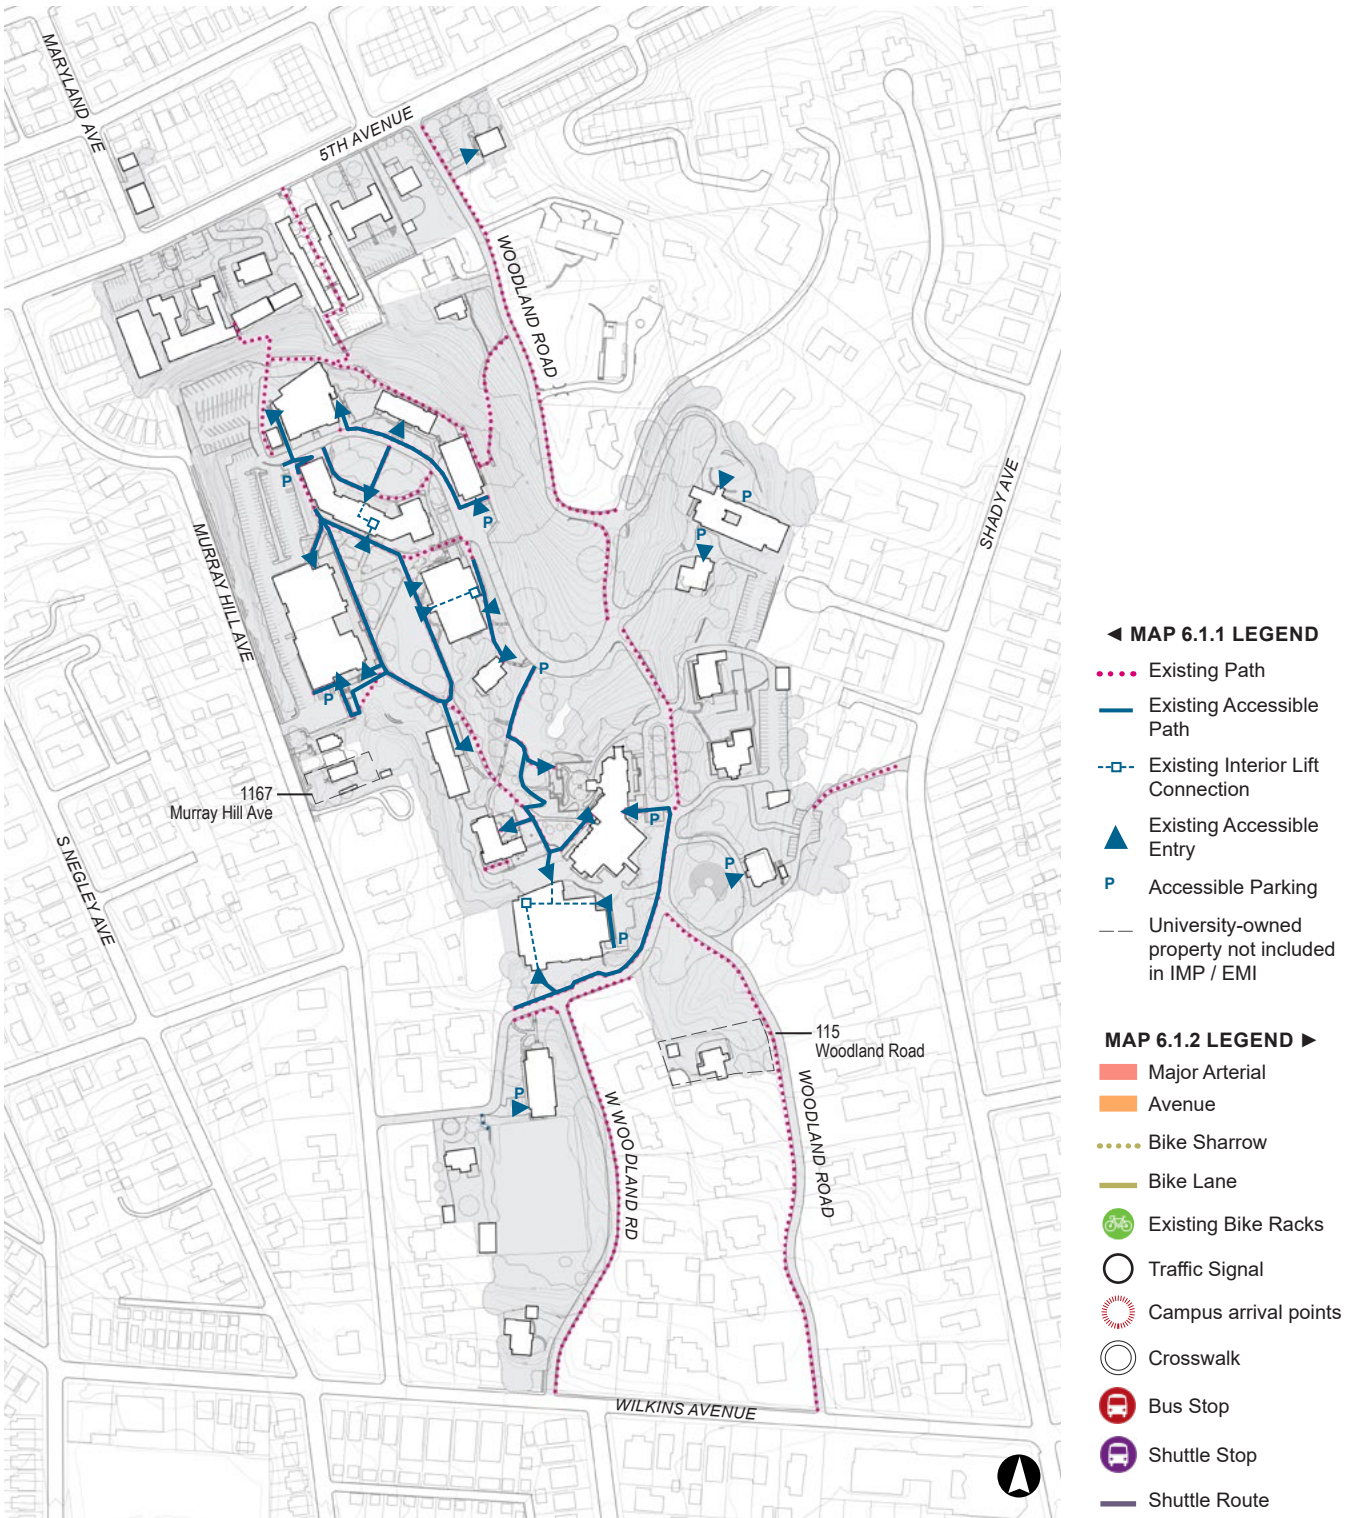 MARYLAND AVE
5TH AVENUE
WOODLAND ROAD
MURRAY HILL AVE
SHADY AVE
P
P
P
P
P
P
P
P
P
P
P
1167
Murray Hill Ave
S NEGLEY AVE
115
Woodland Road
W WOODLAND RD
WOODLAND ROAD
WILKINS AVENUE
◄ MAP 6.1.1 LEGEND
Existing Path
Existing Accessible
Path
Existing Interior Lift
Connection
Existing Accessible
Entry
P Accessible Parking
University-owned
property not included
in IMP / EMI
MAP 6.1.2 LEGEND ►
Major Arterial
Avenue
Bike Sharrow
Bike Lane
Existing Bike Racks
Traffic Signal
Campus arrival points
Crosswalk
Bus Stop
Shuttle Stop
Shuttle Route